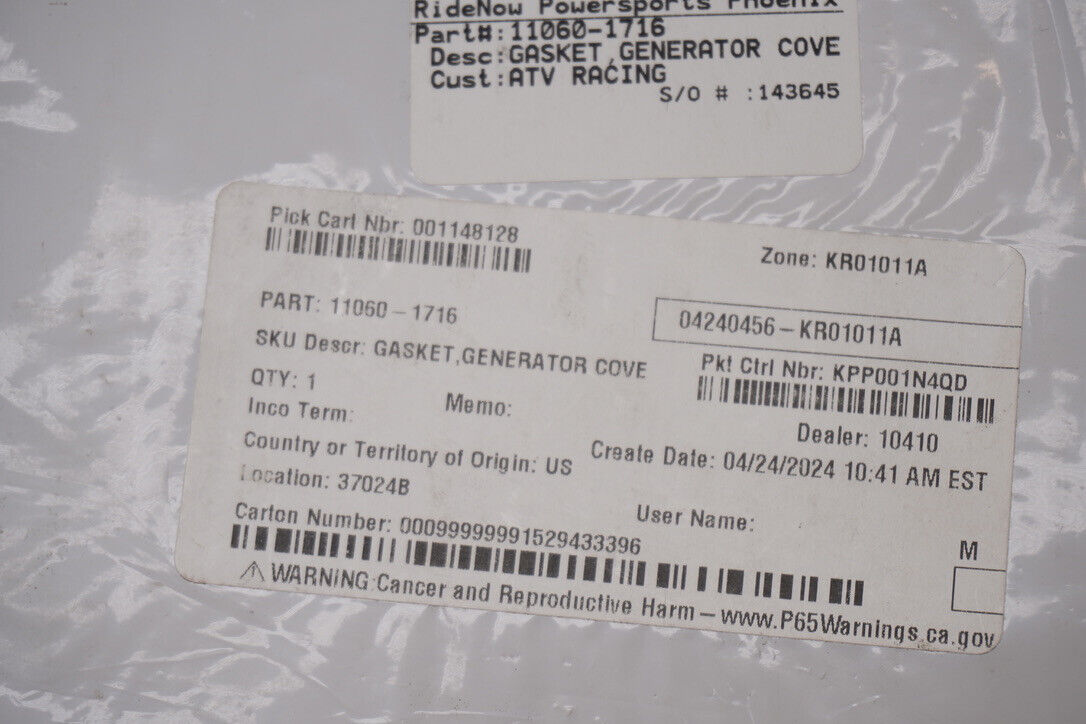 RideNow Powersports Phoenix
Part#:11060-1716
Desc:GASKET,GENERATOR COVE
Cust:ATV RACING
S/O # :143645
Pick Cart Nbr: 001148128
Zone: KR01011A
PART: 11060-1716
04240456-KR01011A
SKU Descr: GASKET,GENERATOR COVE
Pkt Ctrl Nbr: KPP001N4QD
QTY: 1
Inco Term:
Memo:
Dealer: 10410
Country or Territory of Origin: US
Create Date: 04/24/2024 10:41 AM EST
Location: 37024B
User Name:
Carton Number: 00099999991529433396
M
⚠ WARNING:Cancer and Reproductive Harm-www.P65Warnings.ca.gov